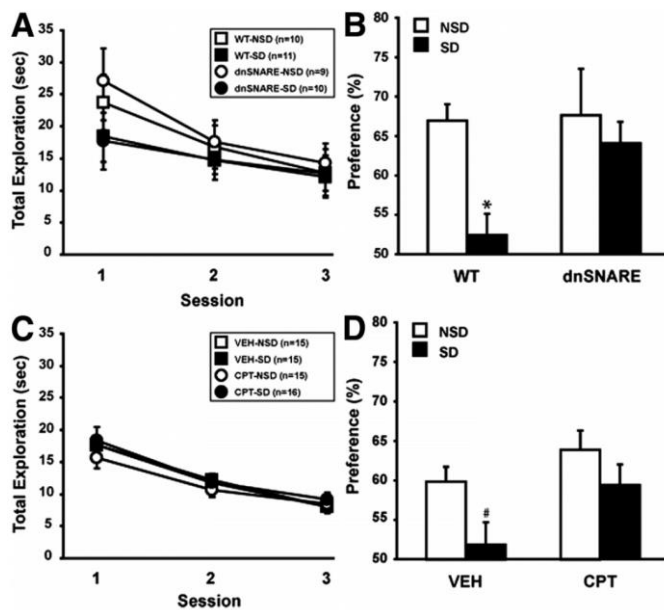 A
Total Exploration (sec)
35
30
25
20
15
10
5
0
WT-NSD (n=10)
WT-SD (n=11)
dnSNARE-NSD (n=9)
dnSNARE-SD (n=10)
1 2 3
Session
B
Preference (%)
80
75
70
65
60
55
50
NSD
SD
*
WT dnSNARE
C
Total Exploration (sec)
35
30
25
20
15
10
5
0
VEH-NSD (n=15)
VEH-SD (n=15)
CPT-NSD (n=15)
CPT-SD (n=16)
1 2 3
Session
D
Preference (%)
80
75
70
65
60
55
50
NSD
SD
#
VEH CPT